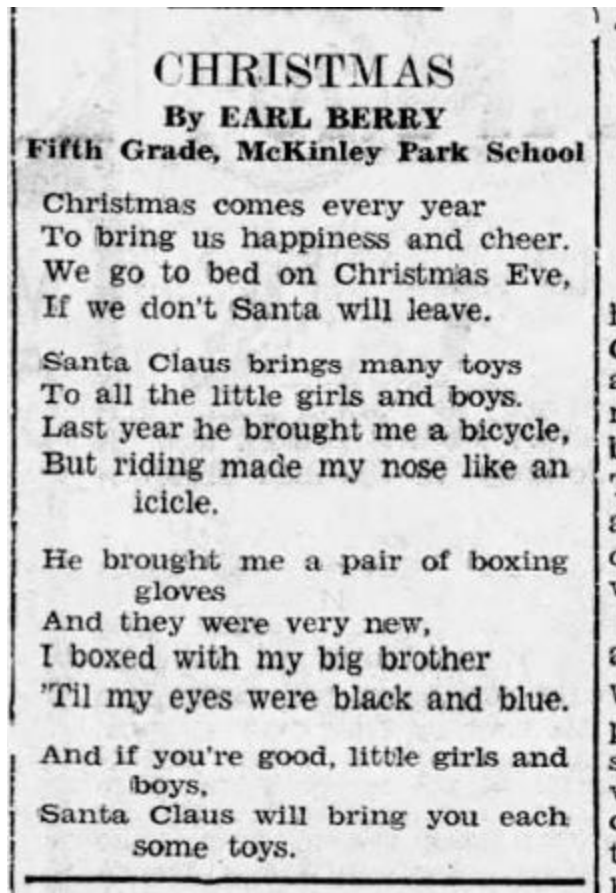 CHRISTMAS
By EARL BERRY
Fifth Grade, McKinley Park School
Christmas comes every year
To bring us happiness and cheer.
We go to bed on Christmas Eve,
If we don't Santa will leave.
Santa Claus brings many toys
To all the little girls and boys.
Last year he brought me a bicycle,
But riding made my nose like an
icicle.
He brought me a pair of boxing
gloves
And they were very new,
I boxed with my big brother
'Til my eyes were black and blue.
And if you're good, little girls and
boys,
Santa Claus will bring you each
some toys.